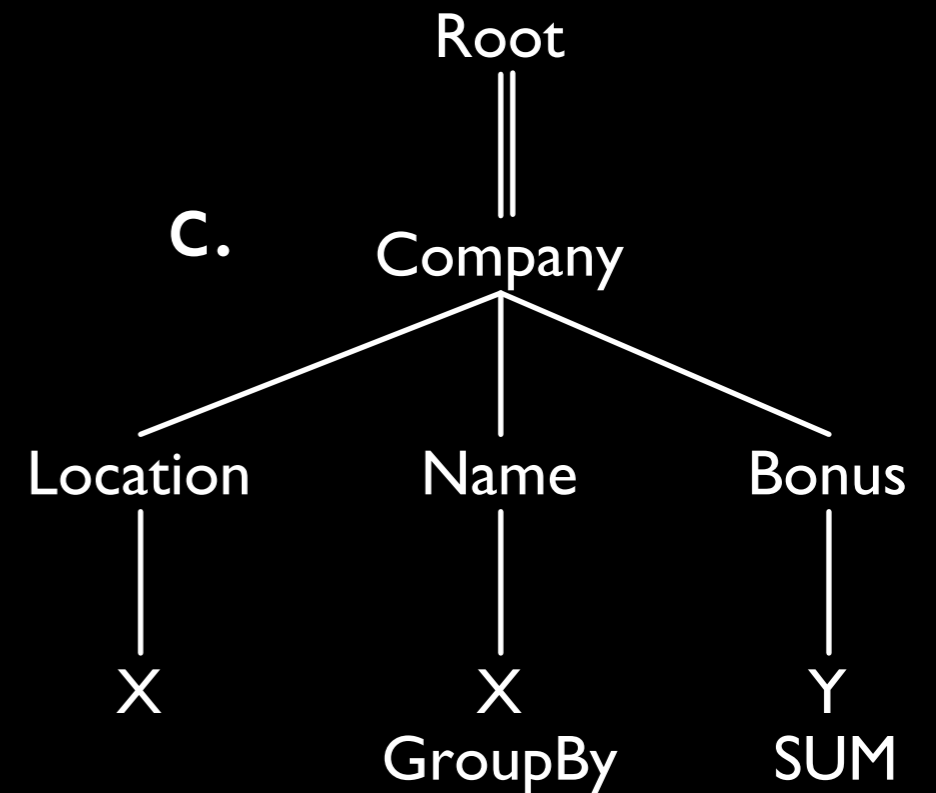 Root
c.
Company
Location Name Bonus
X X Y
GroupBy SUM